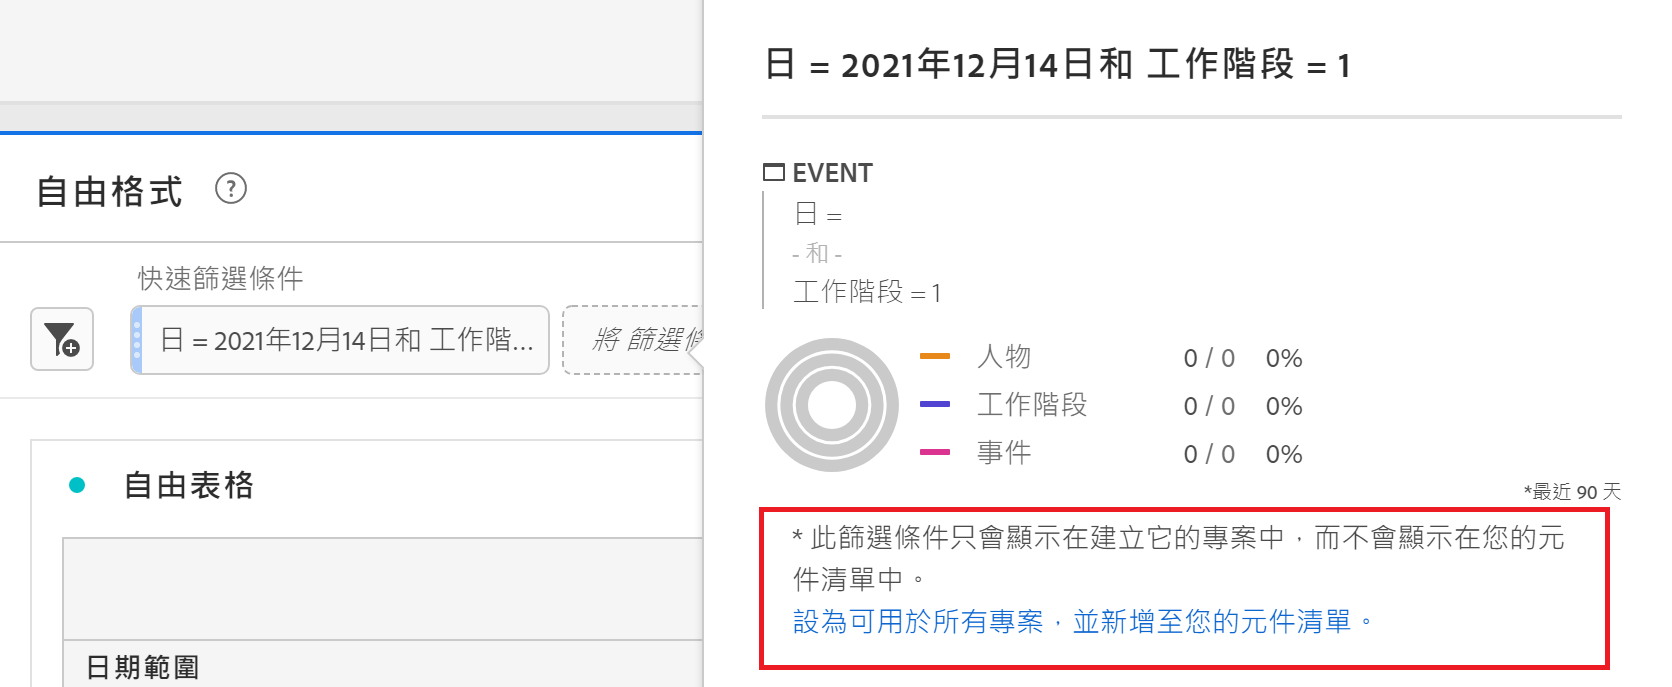 自由格式 ?
快速篩選條件
日 = 2021年12月14日和 工作階...
將 篩選條
自由表格
日期範圍
日 = 2021年12月14日和 工作階段 = 1
EVENT
日 =
- 和 -
工作階段 = 1
人物 0 / 0 0%
工作階段 0 / 0 0%
事件 0 / 0 0%
*最近 90 天
* 此篩選條件只會顯示在建立它的專案中，而不會顯示在您的元
件清單中。
設為可用於所有專案，並新增至您的元件清單。